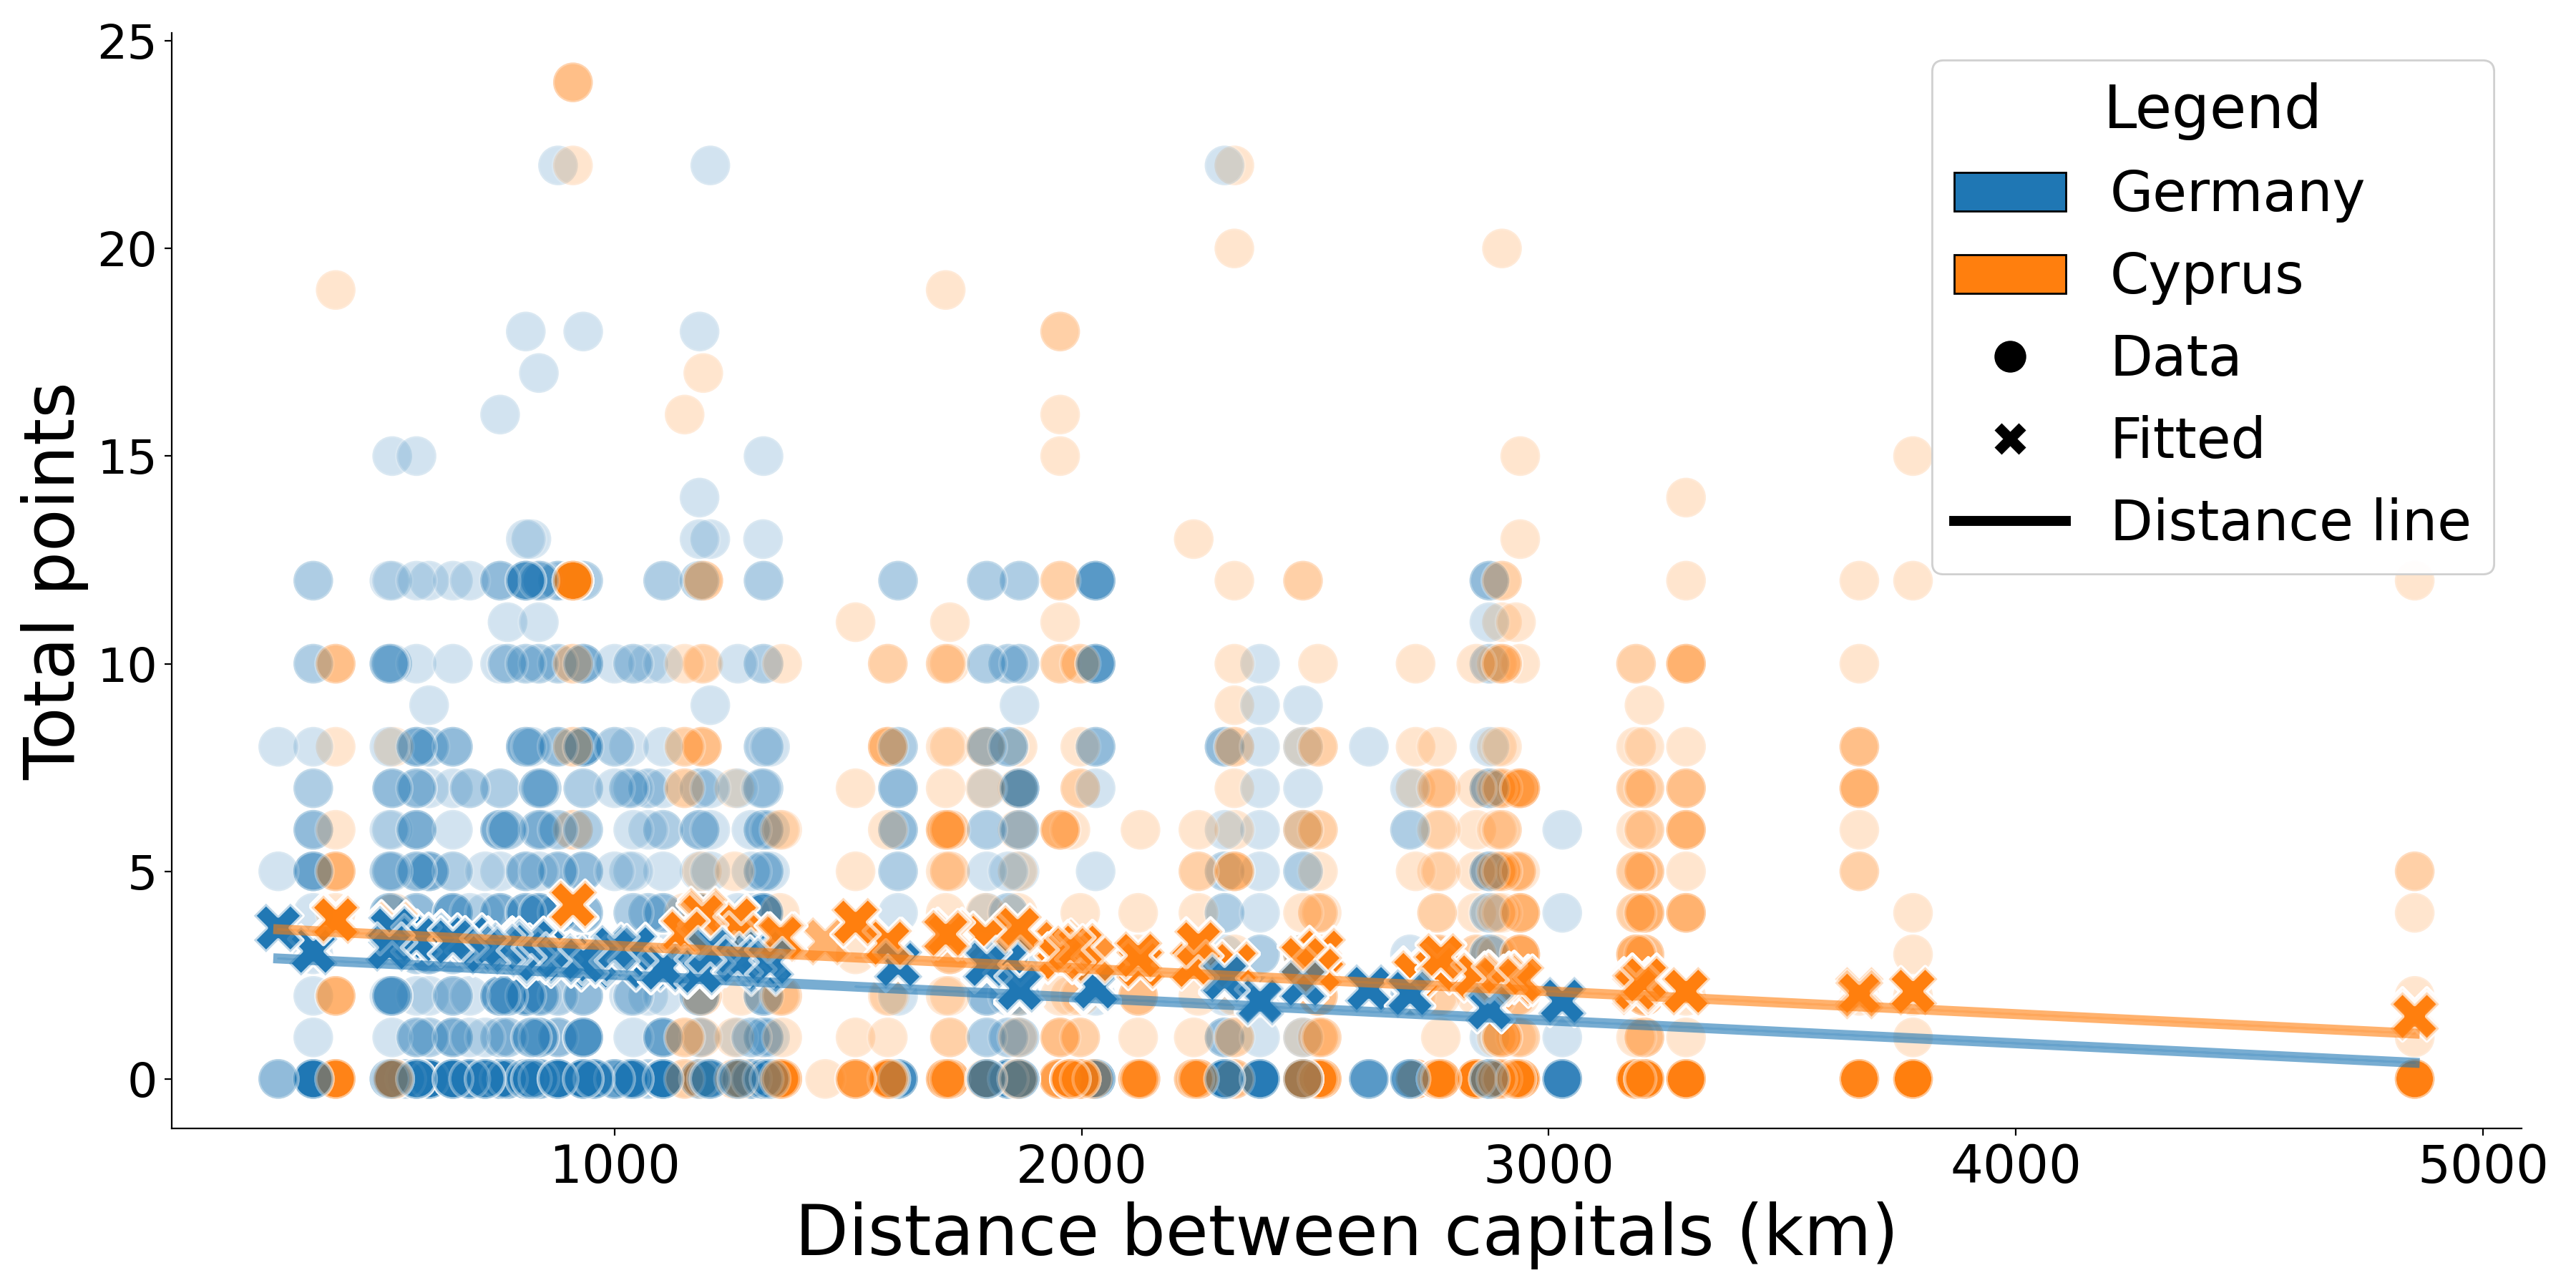 25
20
15
10
5
0
Total points
1000
2000
3000
4000
5000
Distance between capitals (km)
Legend
Germany
Cyprus
Data
Fitted
Distance line